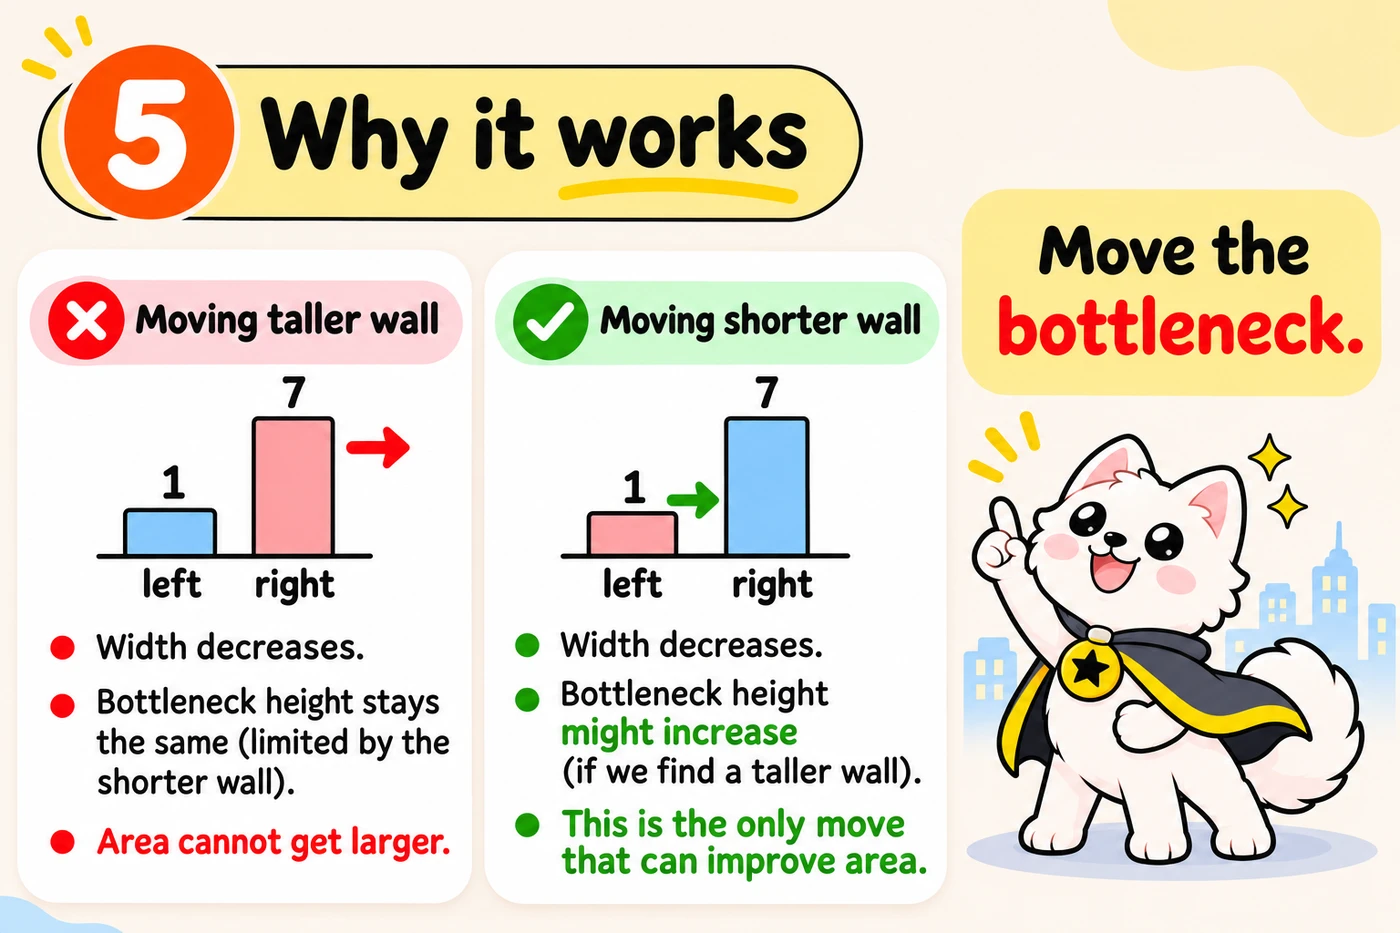 5
Why it works
Move the
bottleneck.
Moving taller wall
7
1
left right
Width decreases.
Bottleneck height stays
the same (limited by the
shorter wall).
Area cannot get larger.
Moving shorter wall
7
1
left right
Width decreases.
Bottleneck height
might increase
(if we find a taller wall).
This is the only move
that can improve area.